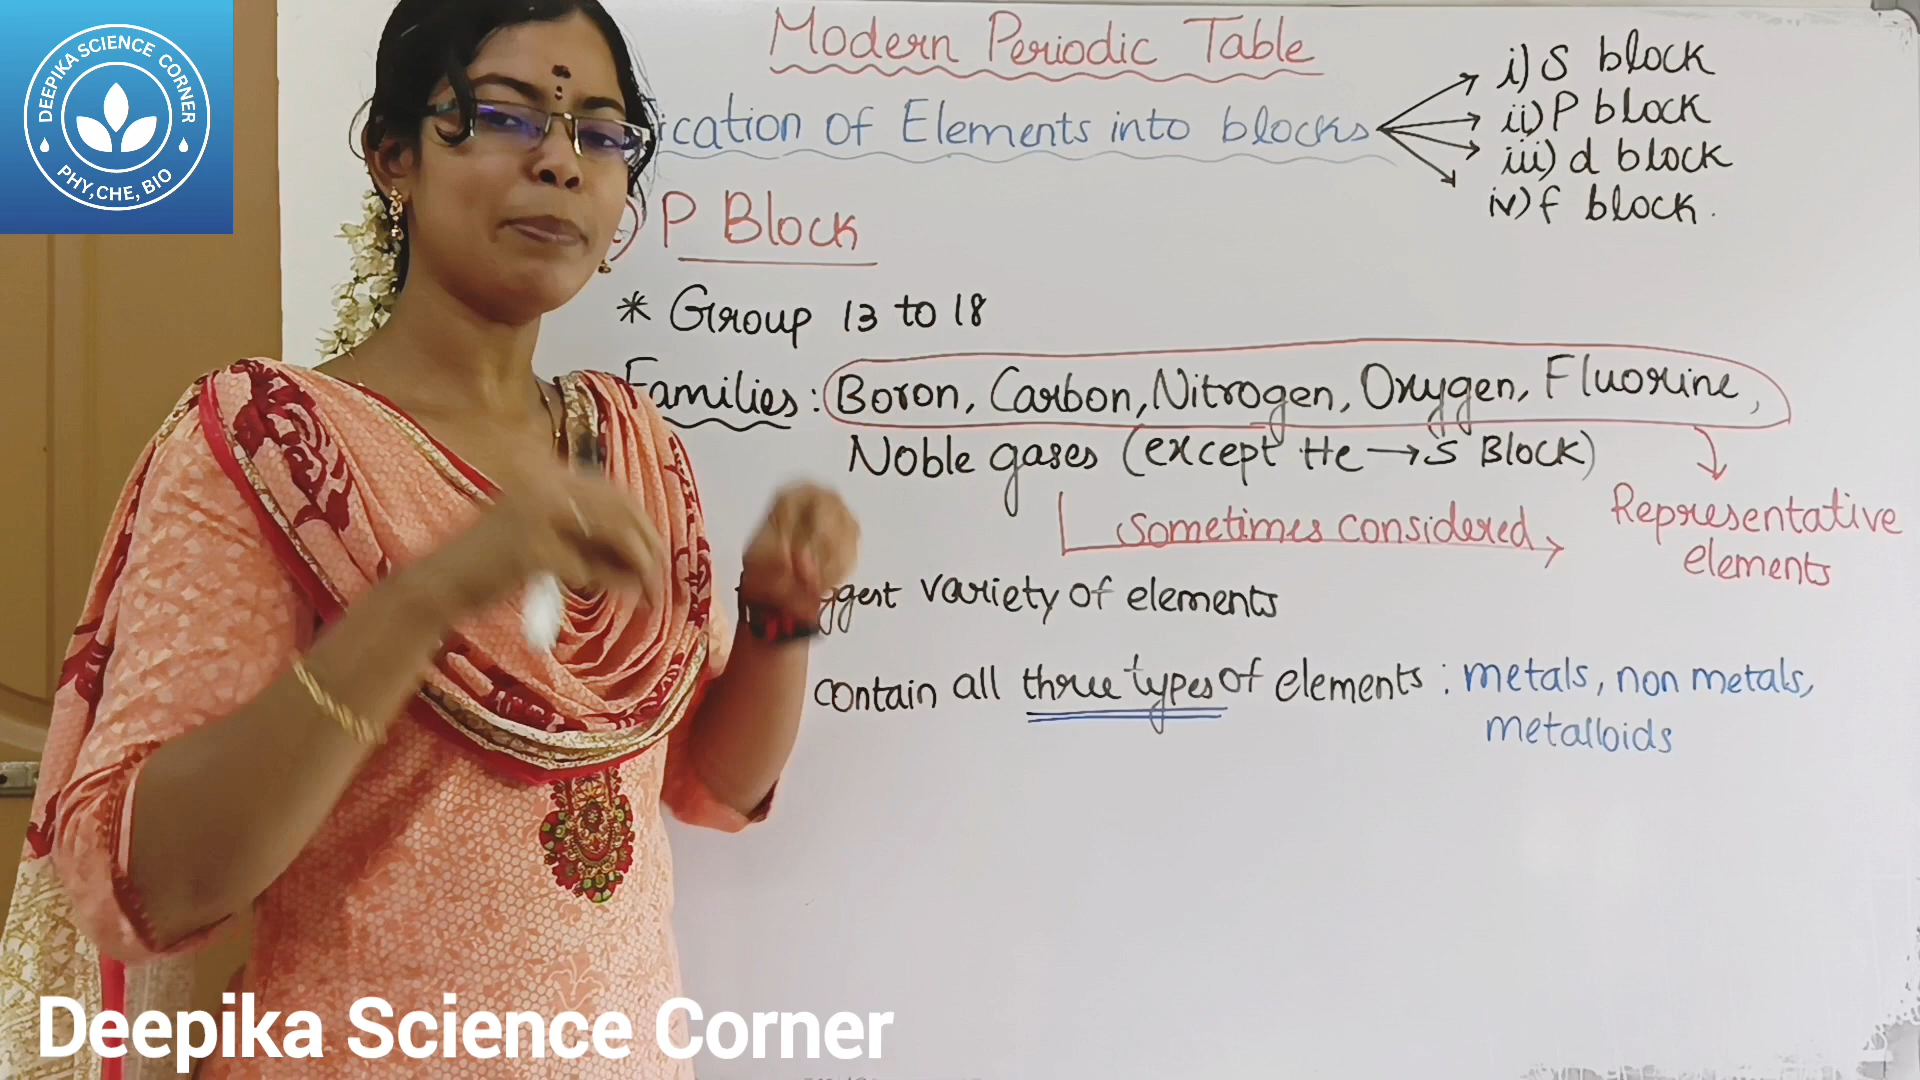 DEEPIKA SCIENCE CORNER
PHY, CHE, BIO
Modern Periodic Table
of Elements into blocks
i) S block
ii) P block
iii) d block
iv) f block.
P Block
* Group 13 to 18
Families : Boron, Carbon, Nitrogen, Oxygen, Fluorine,
Noble gases (except He → S Block)
Sometimes considered
Representative
elements
variety of elements
contain all three types of elements : metals, non metals,
metalloids
Deepika Science Corner